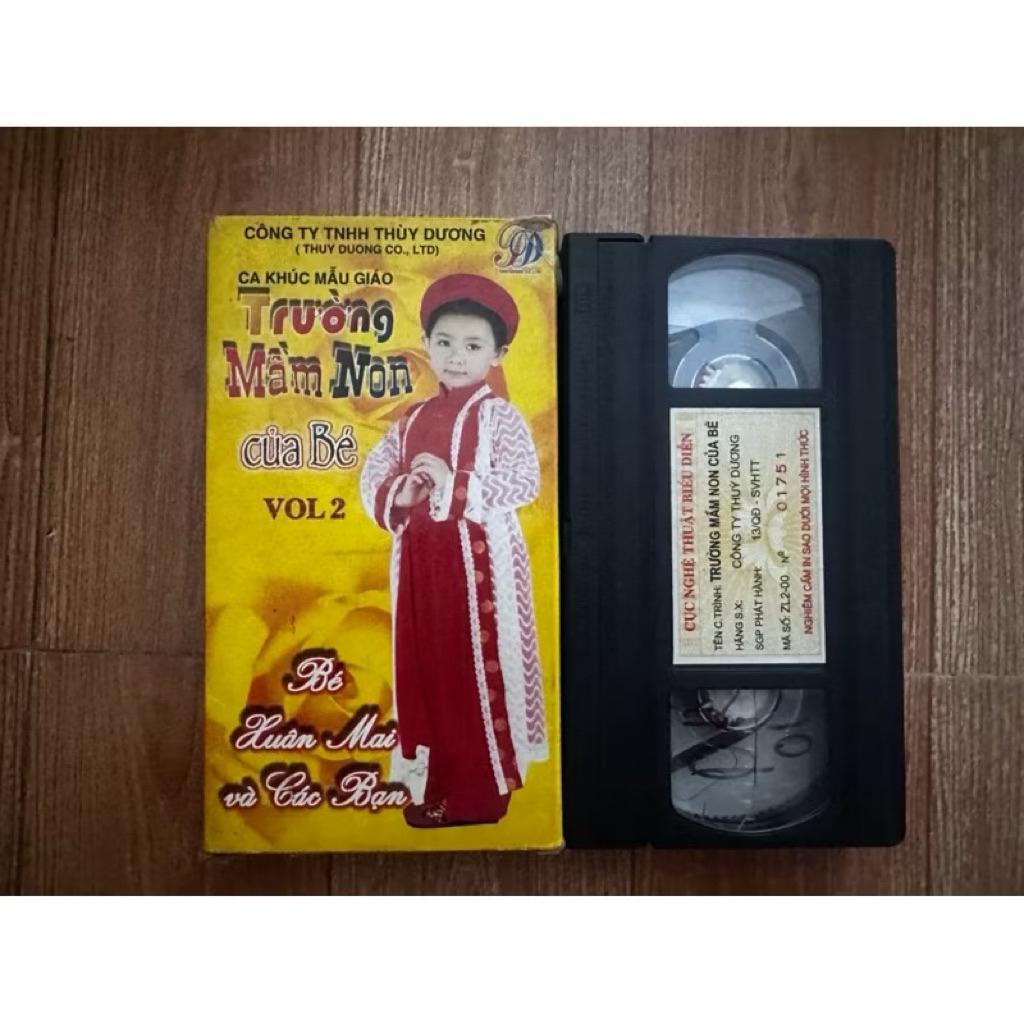 CÔNG TY TNHH THÙY DƯƠNG
( THUY DUONG CO., LTD)
CA KHÚC MẪU GIÁO
Trường
Mầm Non
của Bé
VOL 2
Bé
Xuân Mai
và Các Bạn
CỤC NGHỆ THUẬT BIỂU DIỄN
TÊN C.TRÌNH: TRƯỜNG MẦM NON CỦA BÉ
HÃNG S.X: CÔNG TY THUỲ DƯƠNG
SGP PHÁT HÀNH: 13/QĐ - SVHTT
MÃ SỐ: ZL2-00 Nº 01751
NGHIÊM CẤM IN SAO DƯỚI MỌI HÌNH THỨC